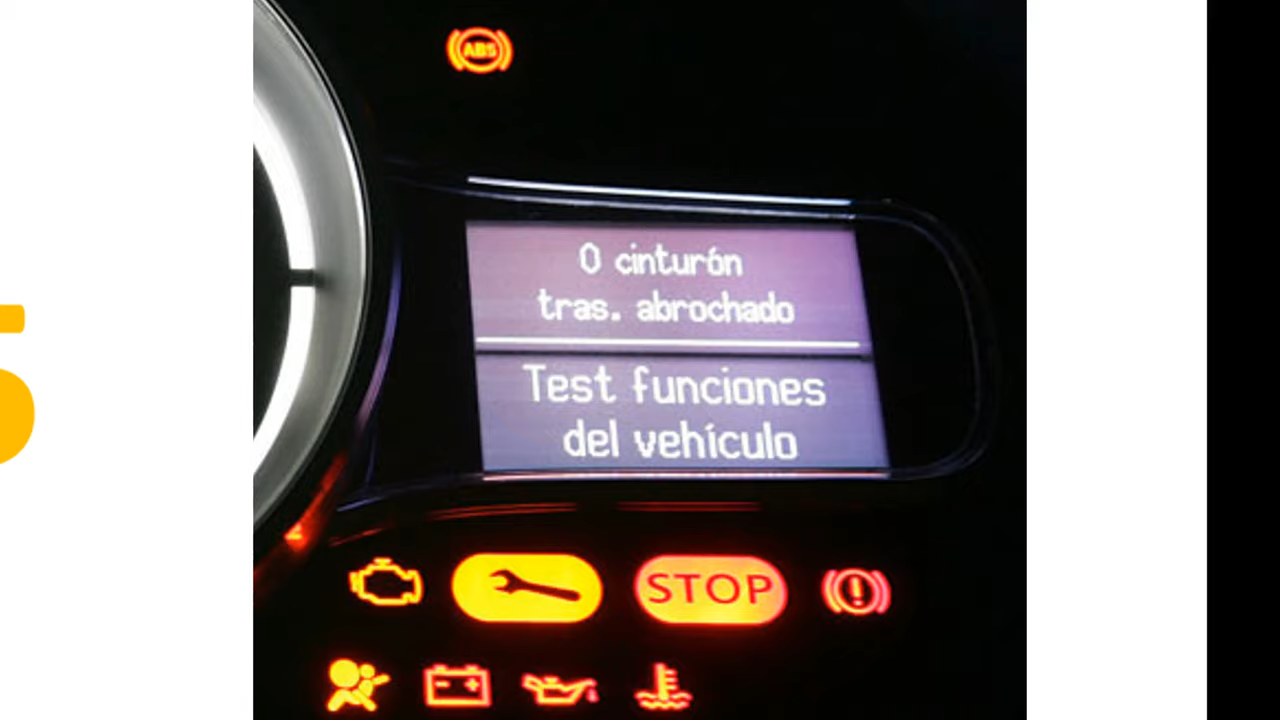 ABS
0 cinturón
tras. abrochado
Test funciones
del vehículo
STOP